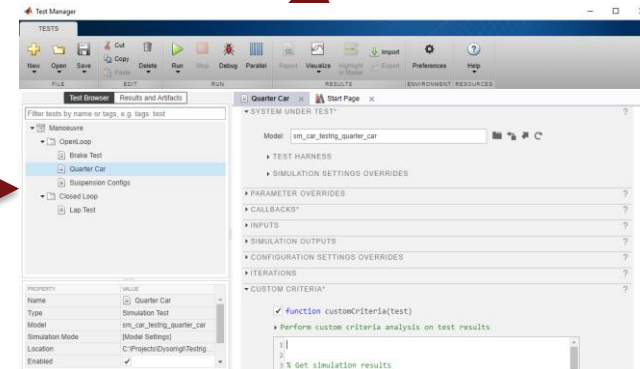 Test Manager
TESTS
New Open Save
Cut
Copy
Paste
Delete
Run Stop Debug Parallel
Report Visualize Highlight in Model
Import
Export
Preferences
Help
FILE EDIT RUN RESULTS ENVIRONMENT RESOURCES
Test Browser Results and Artifacts
Filter tests by name or tags, e.g. tags: test
Manoeuvre
OpenLoop
Brake Test
Quarter Car
Suspension Configs
Closed Loop
Lap Test
PROPERTY VALUE
Name Quarter Car
Type Simulation Test
Model sm_car_testrig_quarter_car
Simulation Mode [Model Settings]
Location
Enabled
Quarter Car × Start Page ×
SYSTEM UNDER TEST* ?
Model: sm_car_testrig_quarter_car
TEST HARNESS
SIMULATION SETTINGS OVERRIDES
PARAMETER OVERRIDES ?
CALLBACKS* ?
INPUTS ?
SIMULATION OUTPUTS ?
CONFIGURATION SETTINGS OVERRIDES ?
ITERATIONS ?
CUSTOM CRITERIA* ?
function customCriteria(test)
Perform custom criteria analysis on test results
1
2
3 % Get simulation results